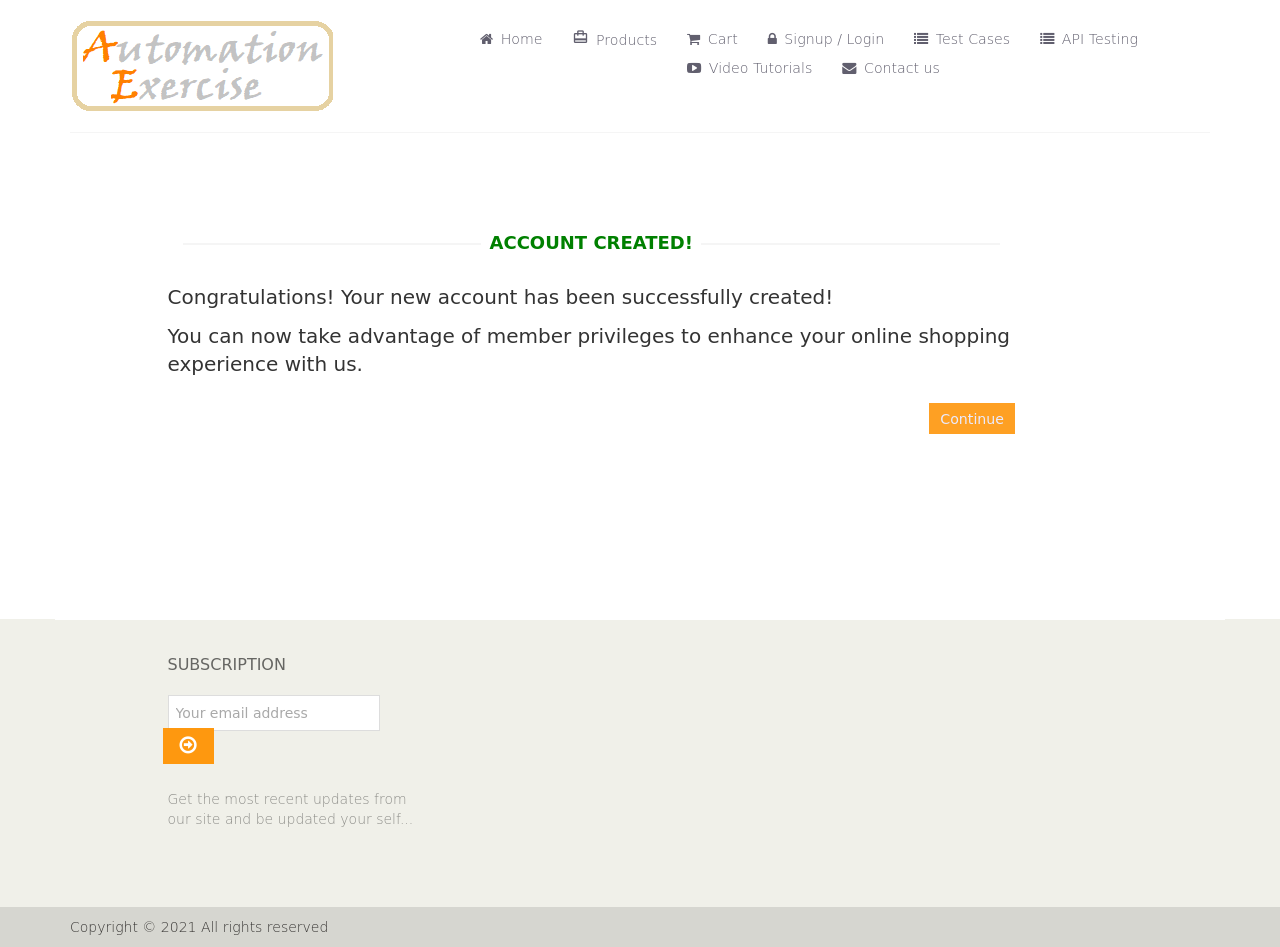 Automation
Exercise
Home
Products
Cart
Signup / Login
Test Cases
API Testing
Video Tutorials
Contact us
ACCOUNT CREATED!
Congratulations! Your new account has been successfully created!
You can now take advantage of member privileges to enhance your online shopping
experience with us.
Continue
SUBSCRIPTION
Your email address
Get the most recent updates from
our site and be updated your self...
Copyright © 2021 All rights reserved